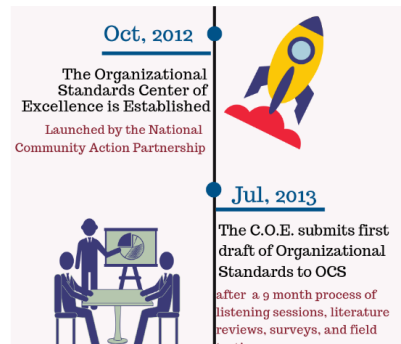 Oct, 2012
The Organizational
Standards Center of
Excellence is Established
Launched by the National
Community Action Partnership
Jul, 2013
The C.O.E. submits first
draft of Organizational
Standards to OCS
after a 9 month process of
listening sessions, literature
reviews, surveys, and field